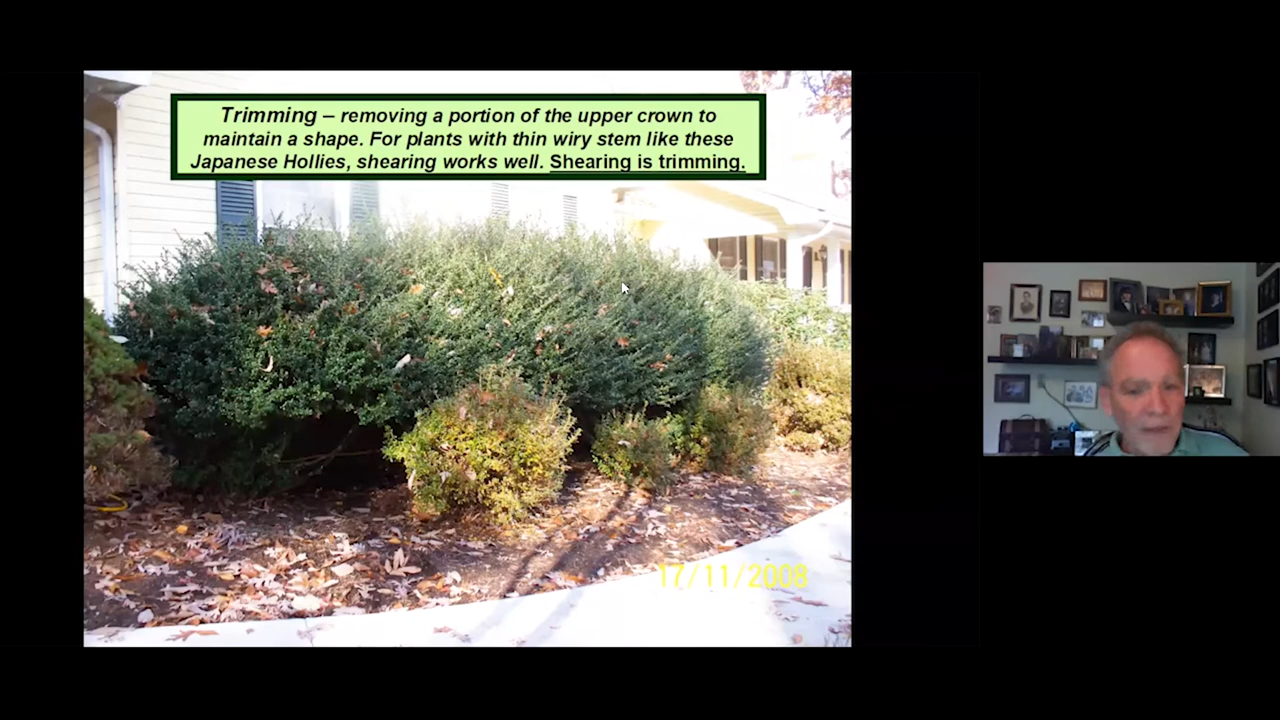 Trimming – removing a portion of the upper crown to
maintain a shape. For plants with thin wiry stem like these
Japanese Hollies, shearing works well. Shearing is trimming.
17/11/2008